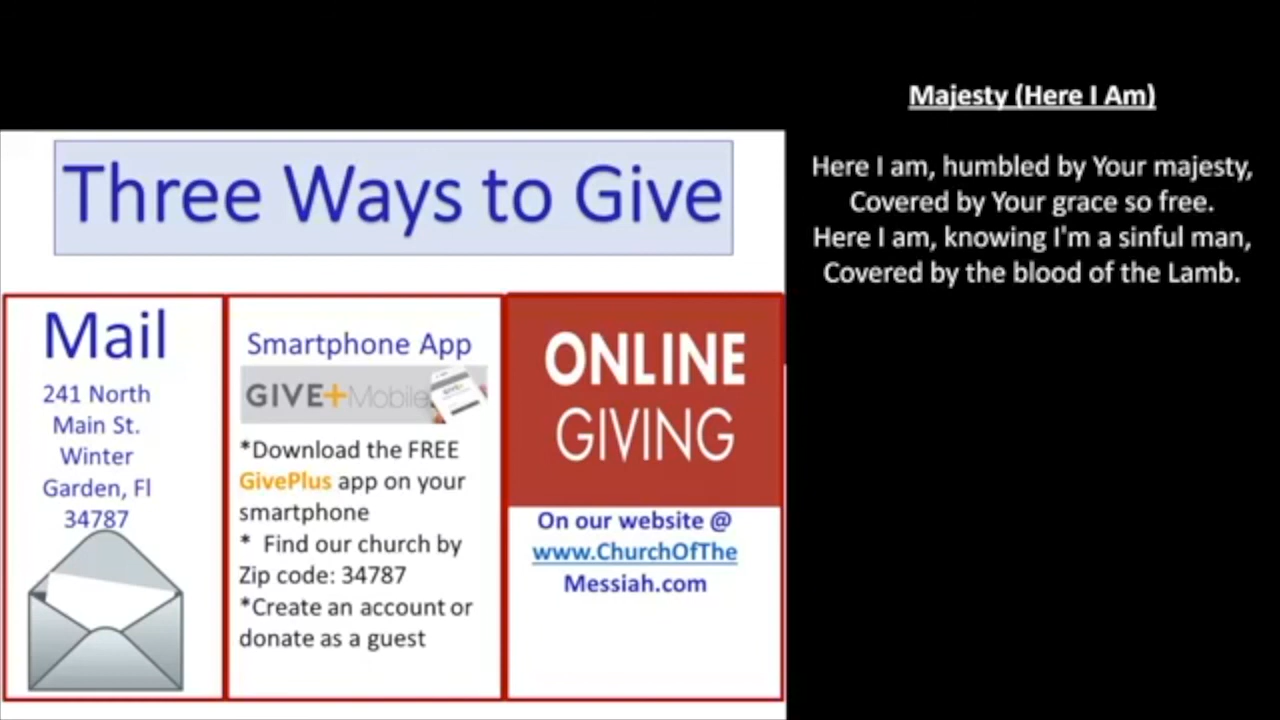 Three Ways to Give
Mail
241 North
Main St.
Winter
Garden, Fl
34787
Smartphone App
GIVE+Mobile
*Download the FREE
GivePlus app on your
smartphone
* Find our church by
Zip code: 34787
*Create an account or
donate as a guest
ONLINE
GIVING
On our website @
www.ChurchOfThe
Messiah.com
Majesty (Here I Am)
Here I am, humbled by Your majesty,
Covered by Your grace so free.
Here I am, knowing I'm a sinful man,
Covered by the blood of the Lamb.